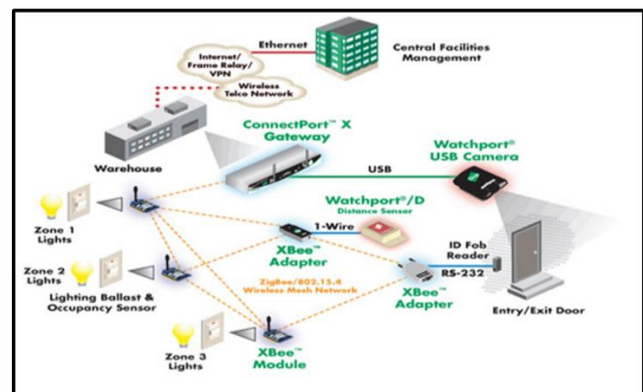 Ethernet
Central Facilities
Management
Internet/
Frame Relay/
VPN
Wireless
Telco Network
ConnectPort™ X
Gateway
Warehouse
USB
Watchport®
USB Camera
Watchport®/D
Distance Sensor
1-Wire
Zone 1
Lights
XBee™
Adapter
ID Fob
Reader
RS-232
Zone 2
Lights
Lighting Ballast &
Occupancy Sensor
ZigBee/802.15.4
Wireless Mesh Network
XBee™
Adapter
Entry/Exit Door
Zone 3
Lights
XBee™
Module